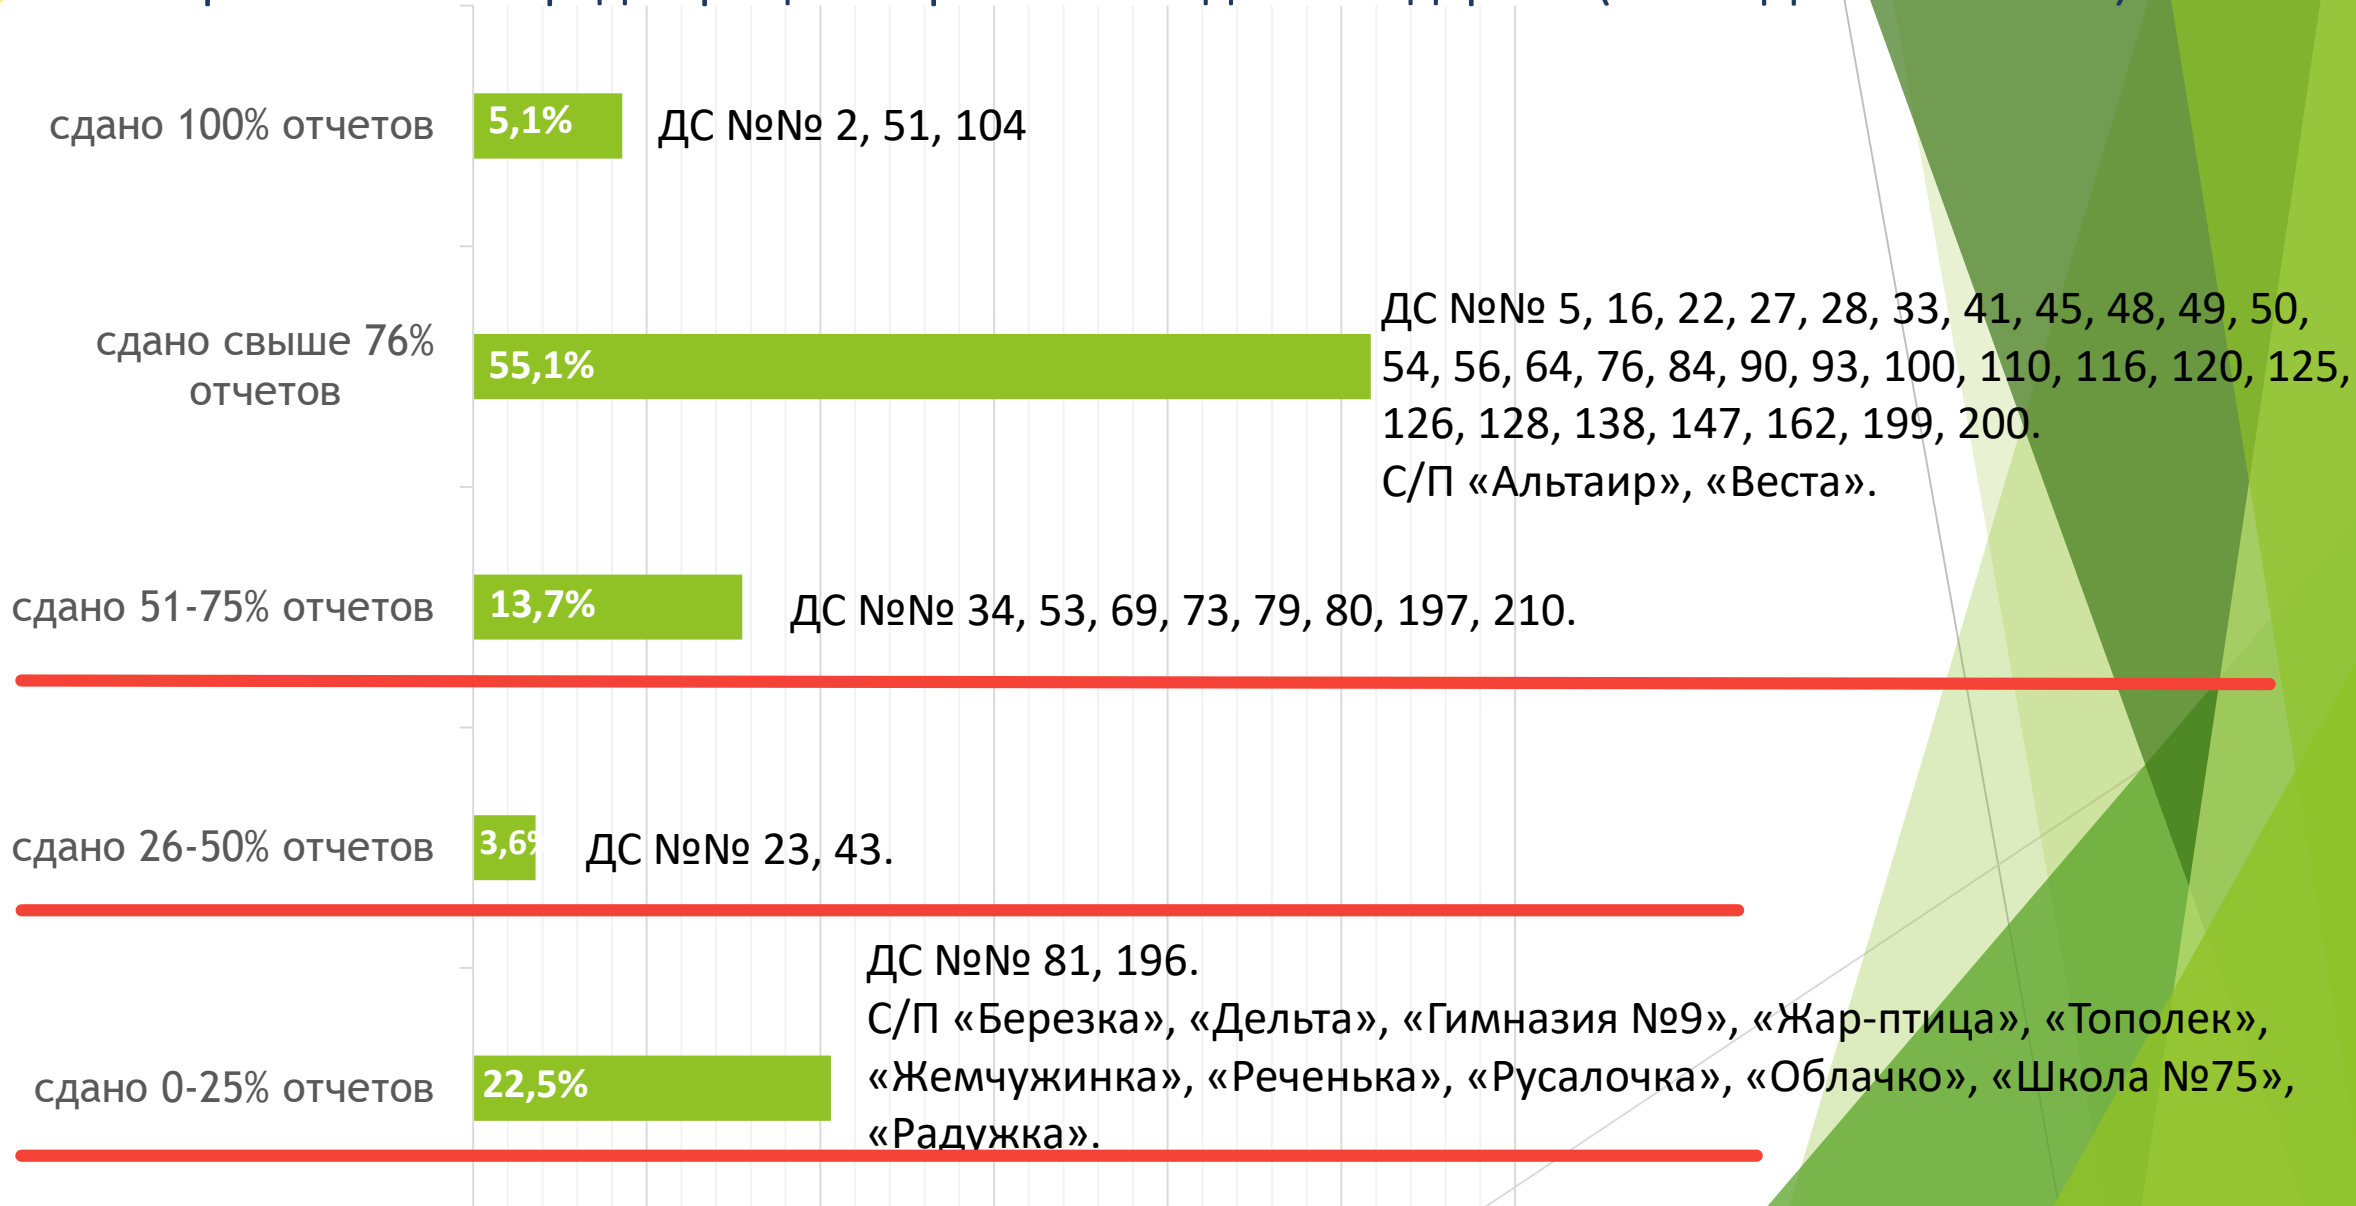 сдано 100% отчетов
5,1%
ДС №№ 2, 51, 104
сдано свыше 76%
отчетов
55,1%
ДС №№ 5, 16, 22, 27, 28, 33, 41, 45, 48, 49, 50,
54, 56, 64, 76, 84, 90, 93, 100, 110, 116, 120, 125,
126, 128, 138, 147, 162, 199, 200.
С/П «Альтаир», «Веста».
сдано 51-75% отчетов
13,7%
ДС №№ 34, 53, 69, 73, 79, 80, 197, 210.
сдано 26-50% отчетов
3,6%
ДС №№ 23, 43.
сдано 0-25% отчетов
22,5%
ДС №№ 81, 196.
С/П «Березка», «Дельта», «Гимназия №9», «Жар-птица», «Тополек»,
«Жемчужинка», «Реченька», «Русалочка», «Облачко», «Школа №75»,
«Радужка».